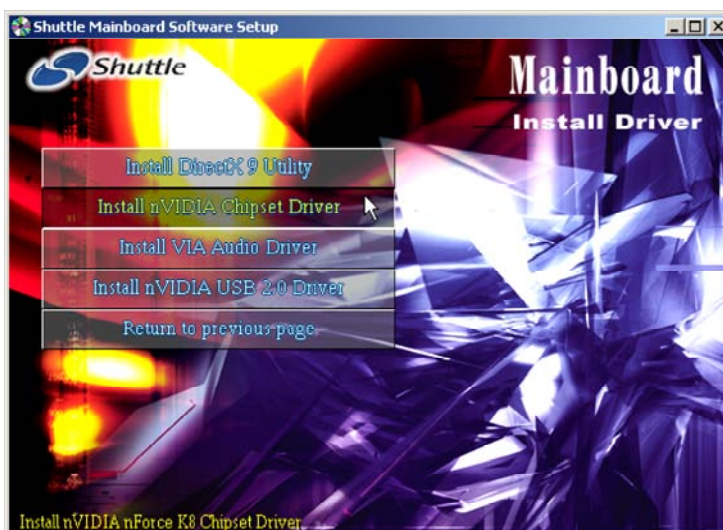 Shuttle Mainboard Software Setup
Shuttle
Mainboard
Install Driver
Install DirectX 9 Utility
Install nVIDIA Chipset Driver
Install VIA Audio Driver
Install nVIDIA USB 2.0 Driver
Return to previous page
Install nVIDIA nForce K8 Chipset Driver